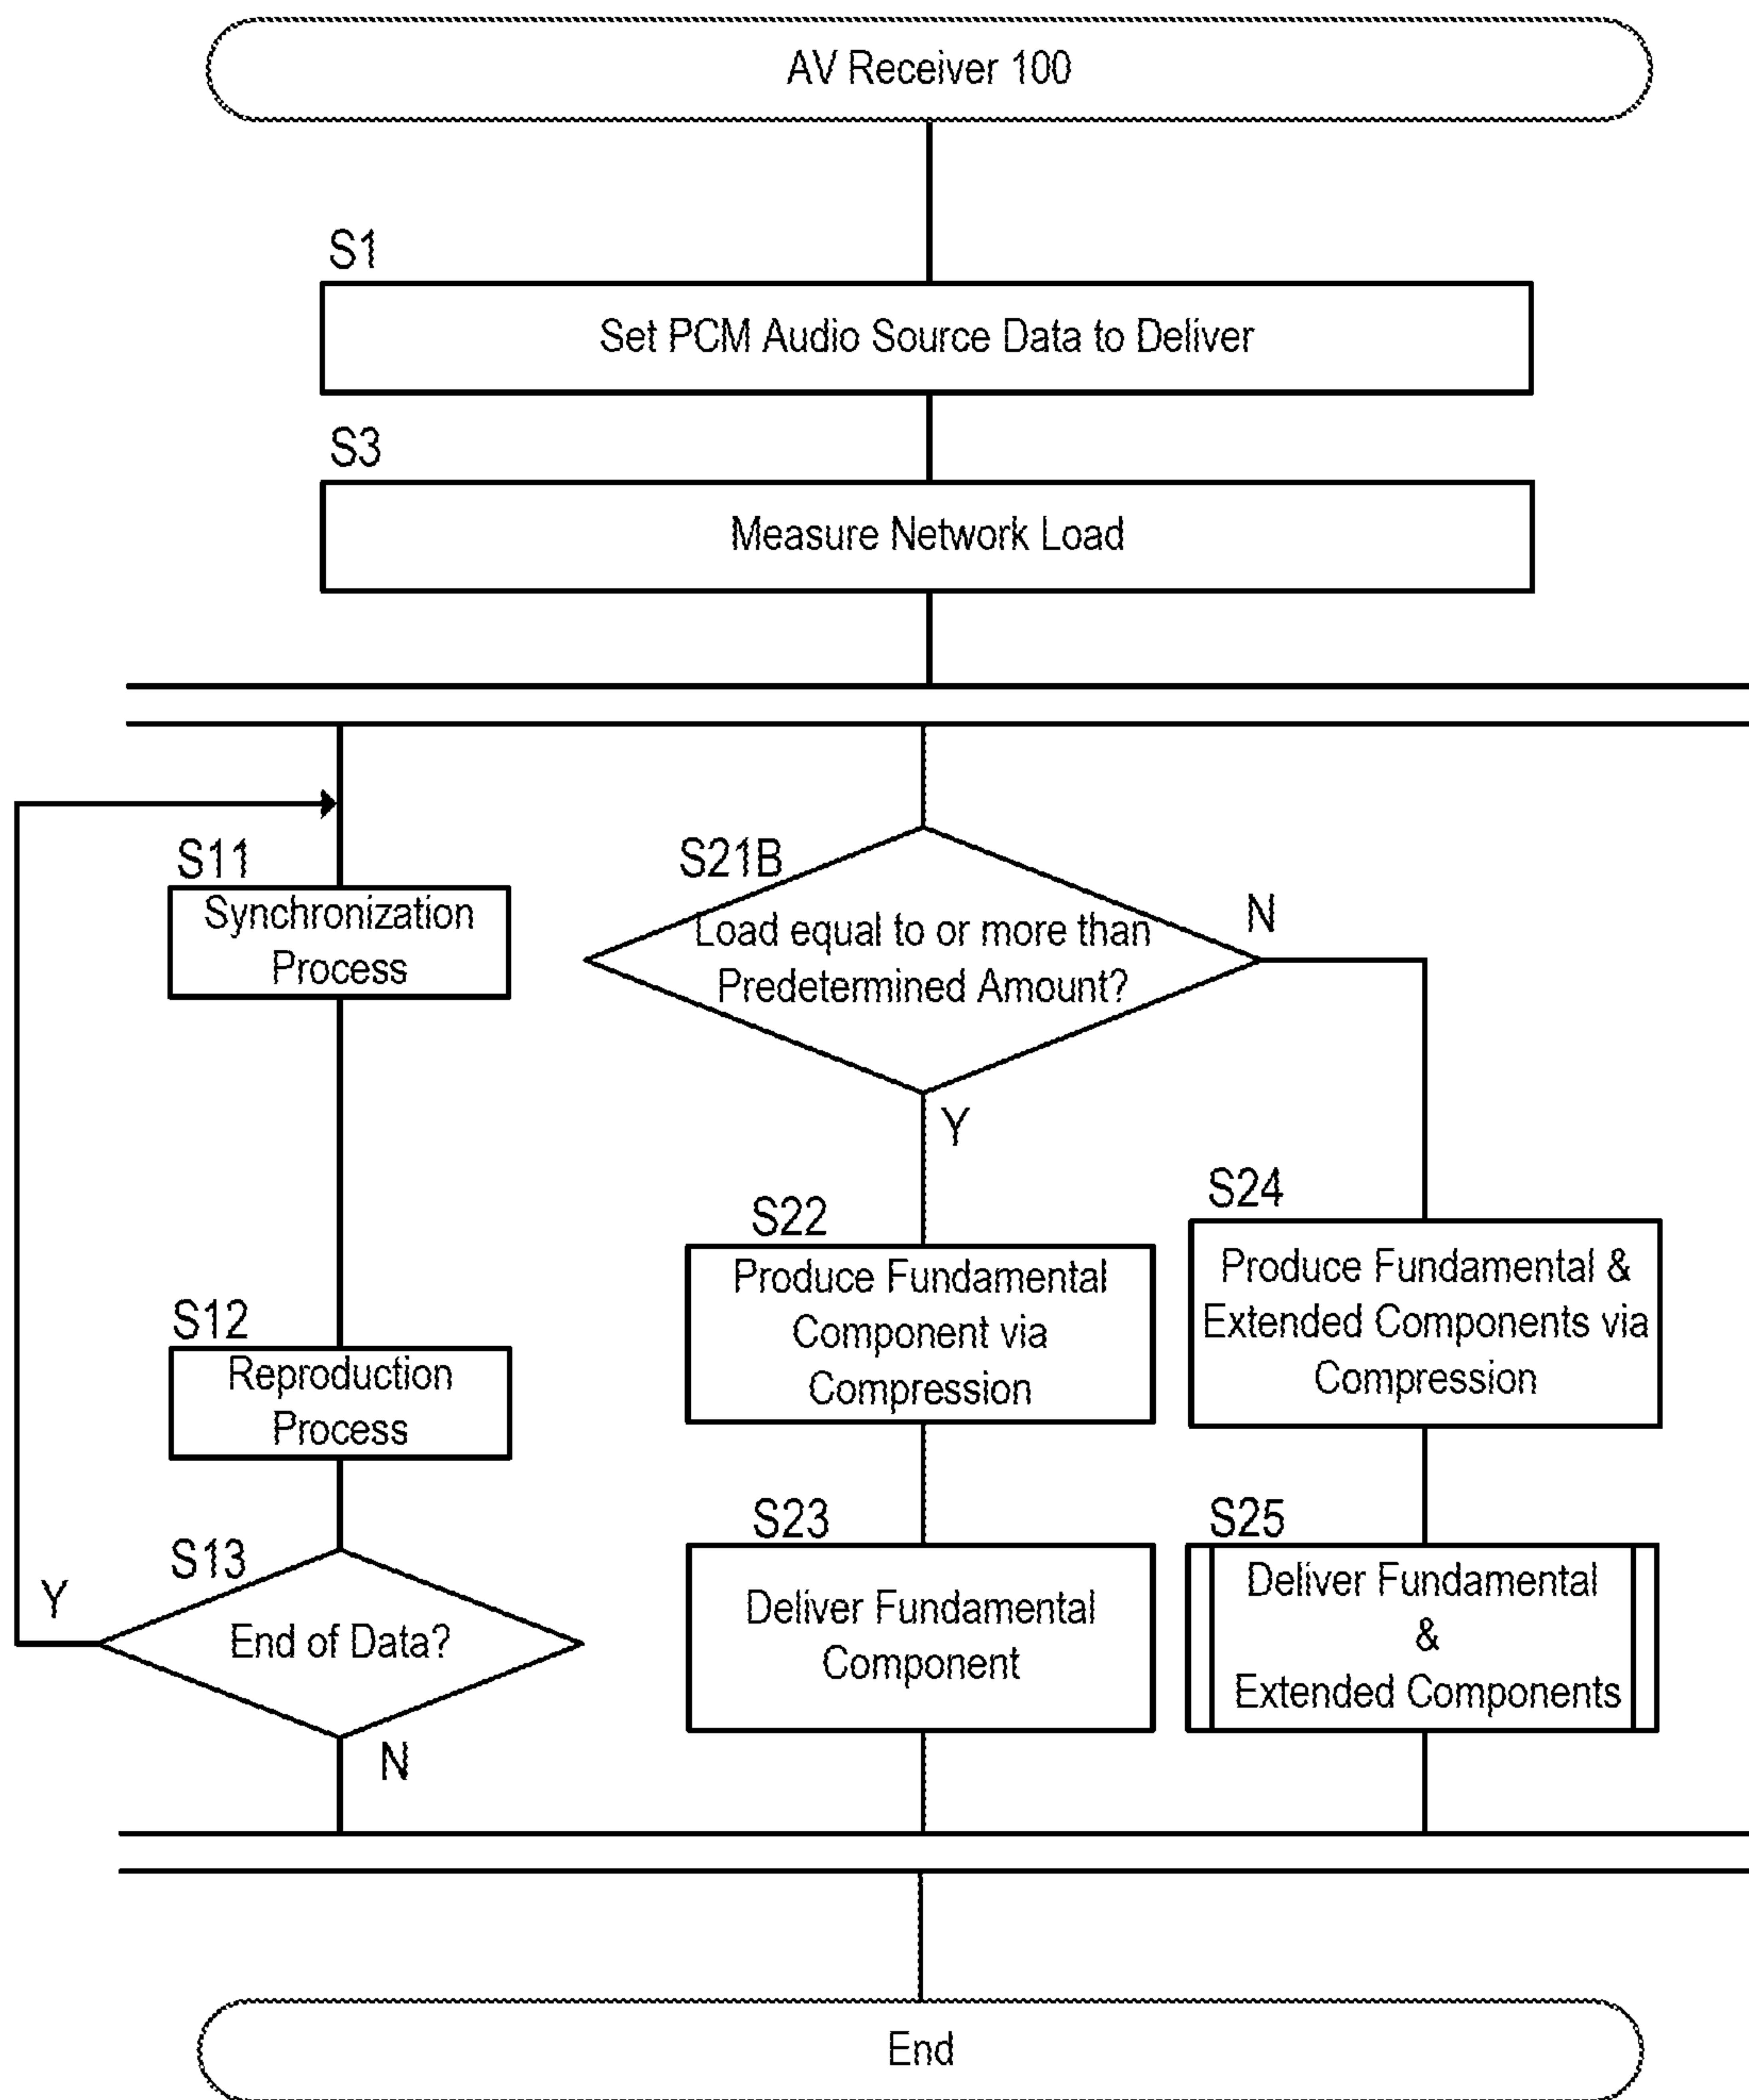 AV Receiver 100
S1
Set PCM Audio Source Data to Deliver
S3
Measure Network Load
S11
Synchronization
Process
S12
Reproduction
Process
S13
End of Data?
Y
N
S21B
Load equal to or more than
Predetermined Amount?
N
Y
S22
Produce Fundamental
Component via
Compression
S23
Deliver Fundamental
Component
S24
Produce Fundamental &
Extended Components via
Compression
S25
Deliver Fundamental
&
Extended Components
End